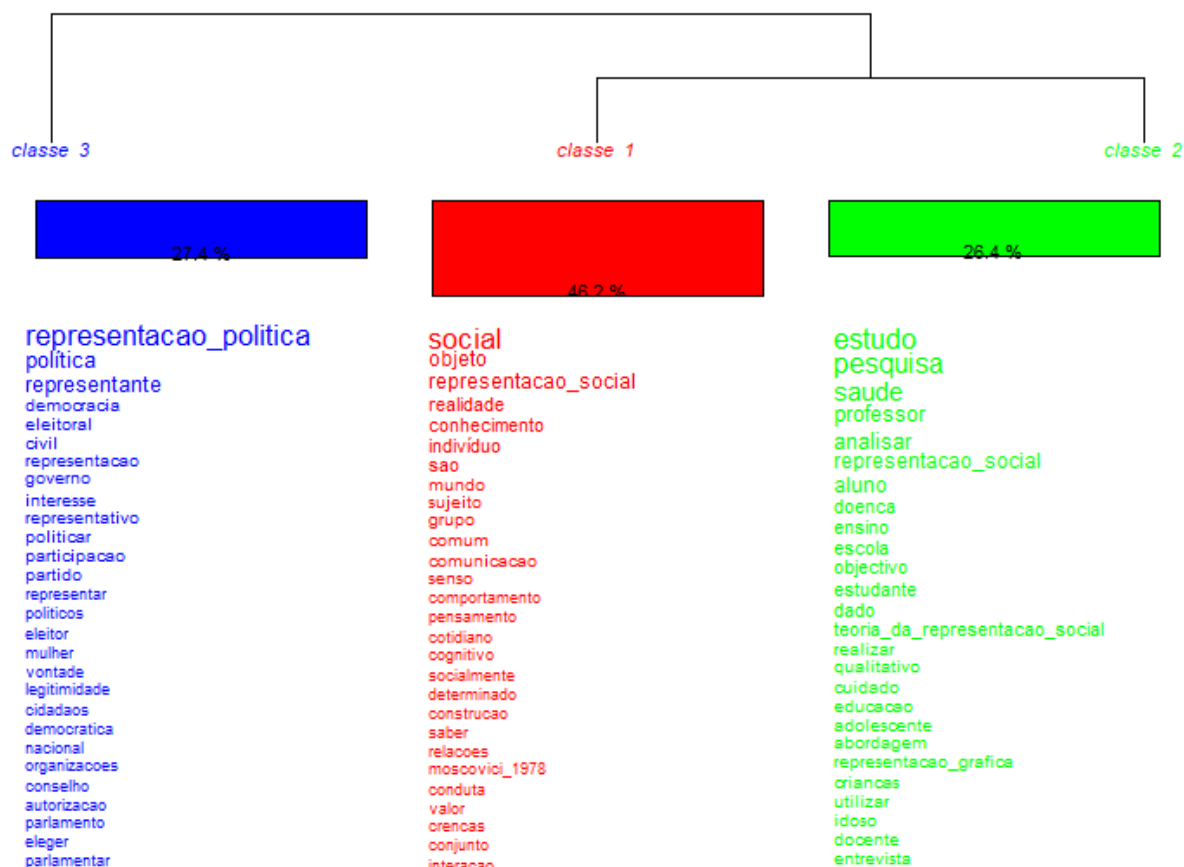 classe 3
classe 1
classe 2
27.4 %
46.2 %
26.4 %
representacao_politica
política
representante
democracia
eleitoral
civil
representacao
governo
interesse
representativo
politicar
participacao
partido
representar
politicos
eleitor
mulher
vontade
legitimidade
cidadaos
democratica
nacional
organizacoes
conselho
autorizacao
parlamento
eleger
parlamentar
social
objeto
representacao_social
realidade
conhecimento
indivíduo
sao
mundo
sujeito
grupo
comum
comunicacao
senso
comportamento
pensamento
cotidiano
cognitivo
socialmente
determinado
construcao
saber
relacoes
moscovici_1978
conduta
valor
crencas
conjunto
interacao
estudo
pesquisa
saude
professor
analisar
representacao_social
aluno
doenca
ensino
escola
objectivo
estudante
dado
teoria_da_representacao_social
realizar
qualitativo
cuidado
educacao
adolescente
abordagem
representacao_grafica
criancas
utilizar
idoso
docente
entrevista